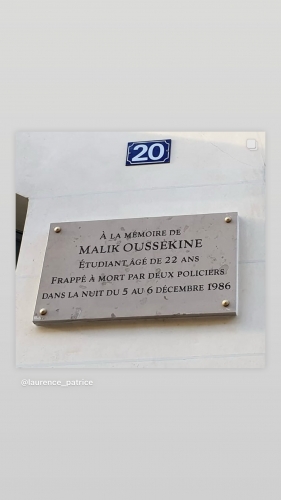 20
À LA MÉMOIRE DE
MALIK OUSSEKINE
ÉTUDIANT ÂGÉ DE 22 ANS
FRAPPÉ À MORT PAR DEUX POLICIERS
DANS LA NUIT DU 5 AU 6 DÉCEMBRE 1986
@laurence_patrice